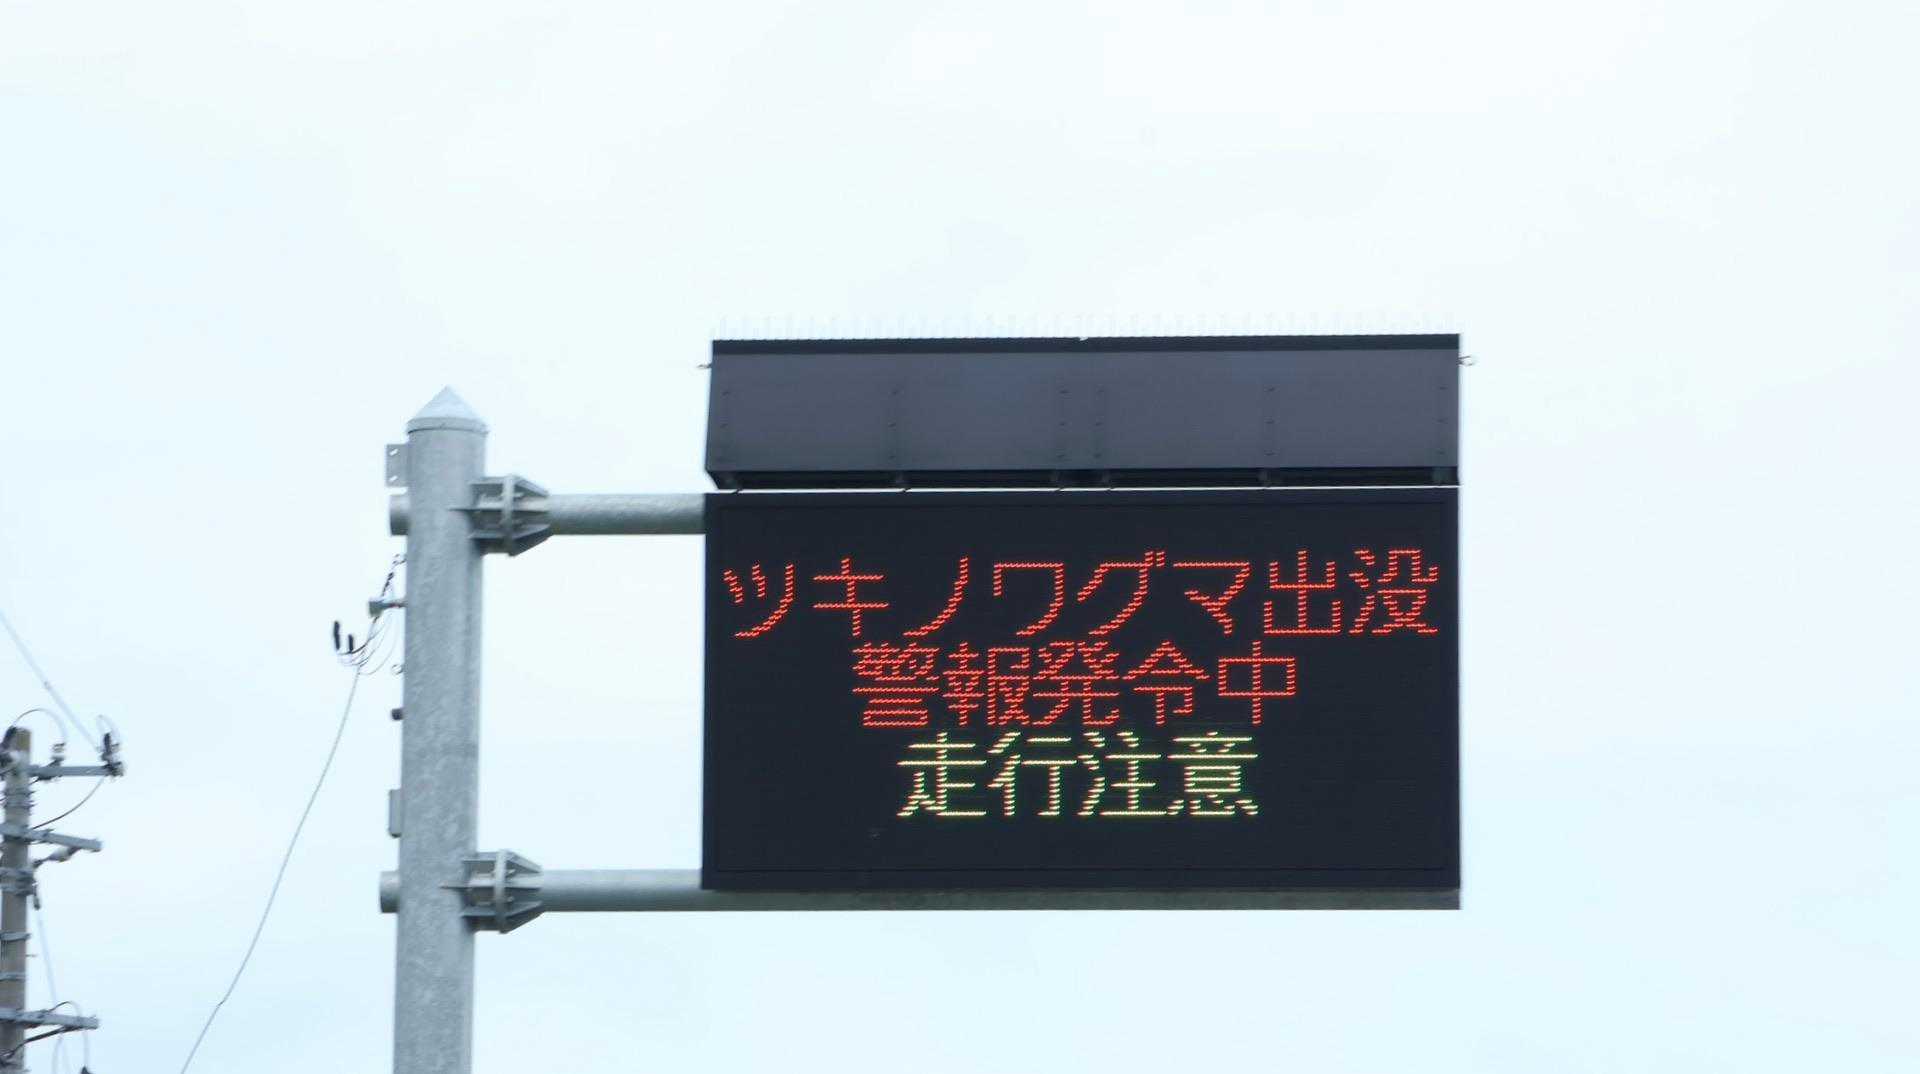 ツキノワグマ出没
警報発令中
走行注意